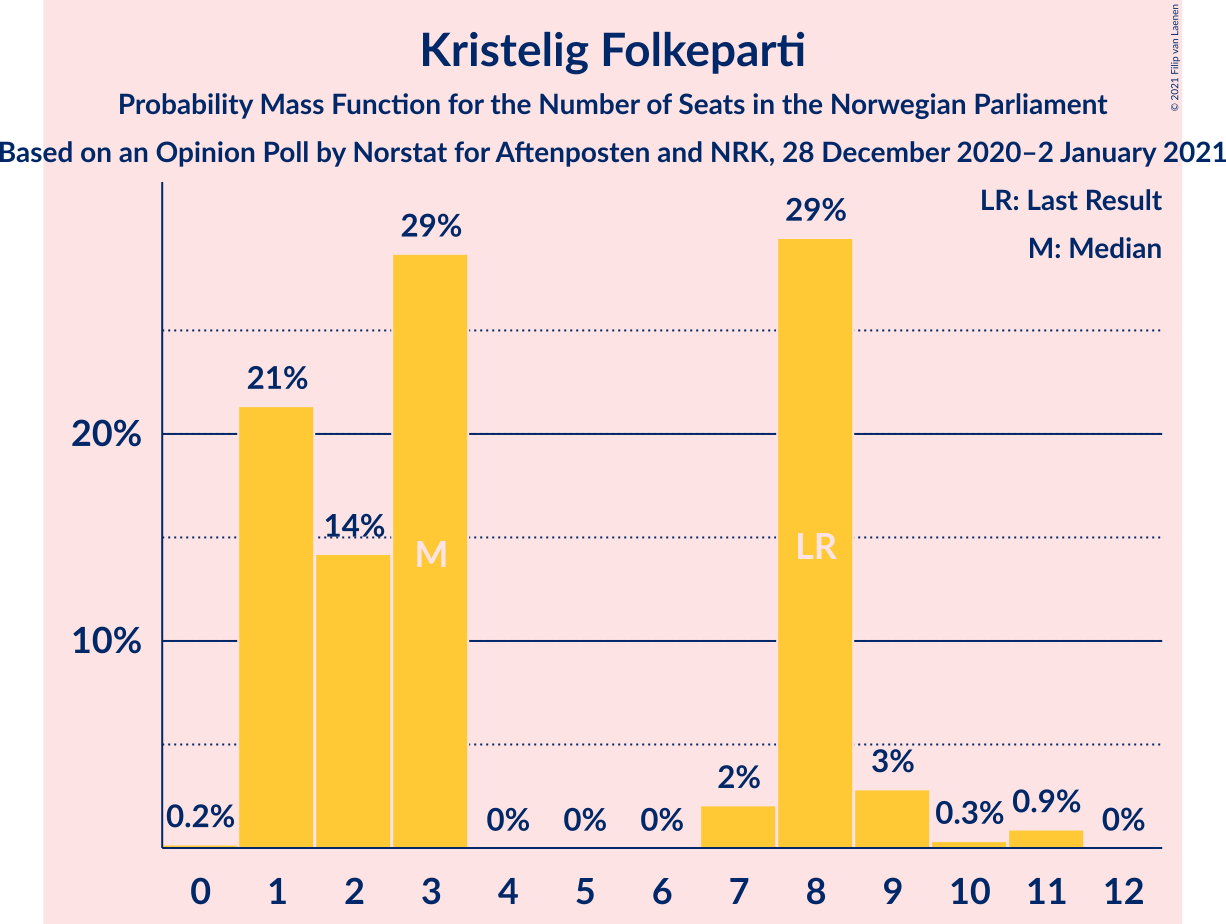 Kristelig Folkeparti
Probability Mass Function for the Number of Seats in the Norwegian Parliament
Based on an Opinion Poll by Norstat for Aftenposten and NRK, 28 December 2020–2 January 2021
© 2021 Filip van Laenen
LR: Last Result
M: Median
29%
29%
21%
20%
14%
M
LR
10%
2%
3%
0.2%
0%
0%
0%
0.3%
0.9%
0%
0 1 2 3 4 5 6 7 8 9 10 11 12